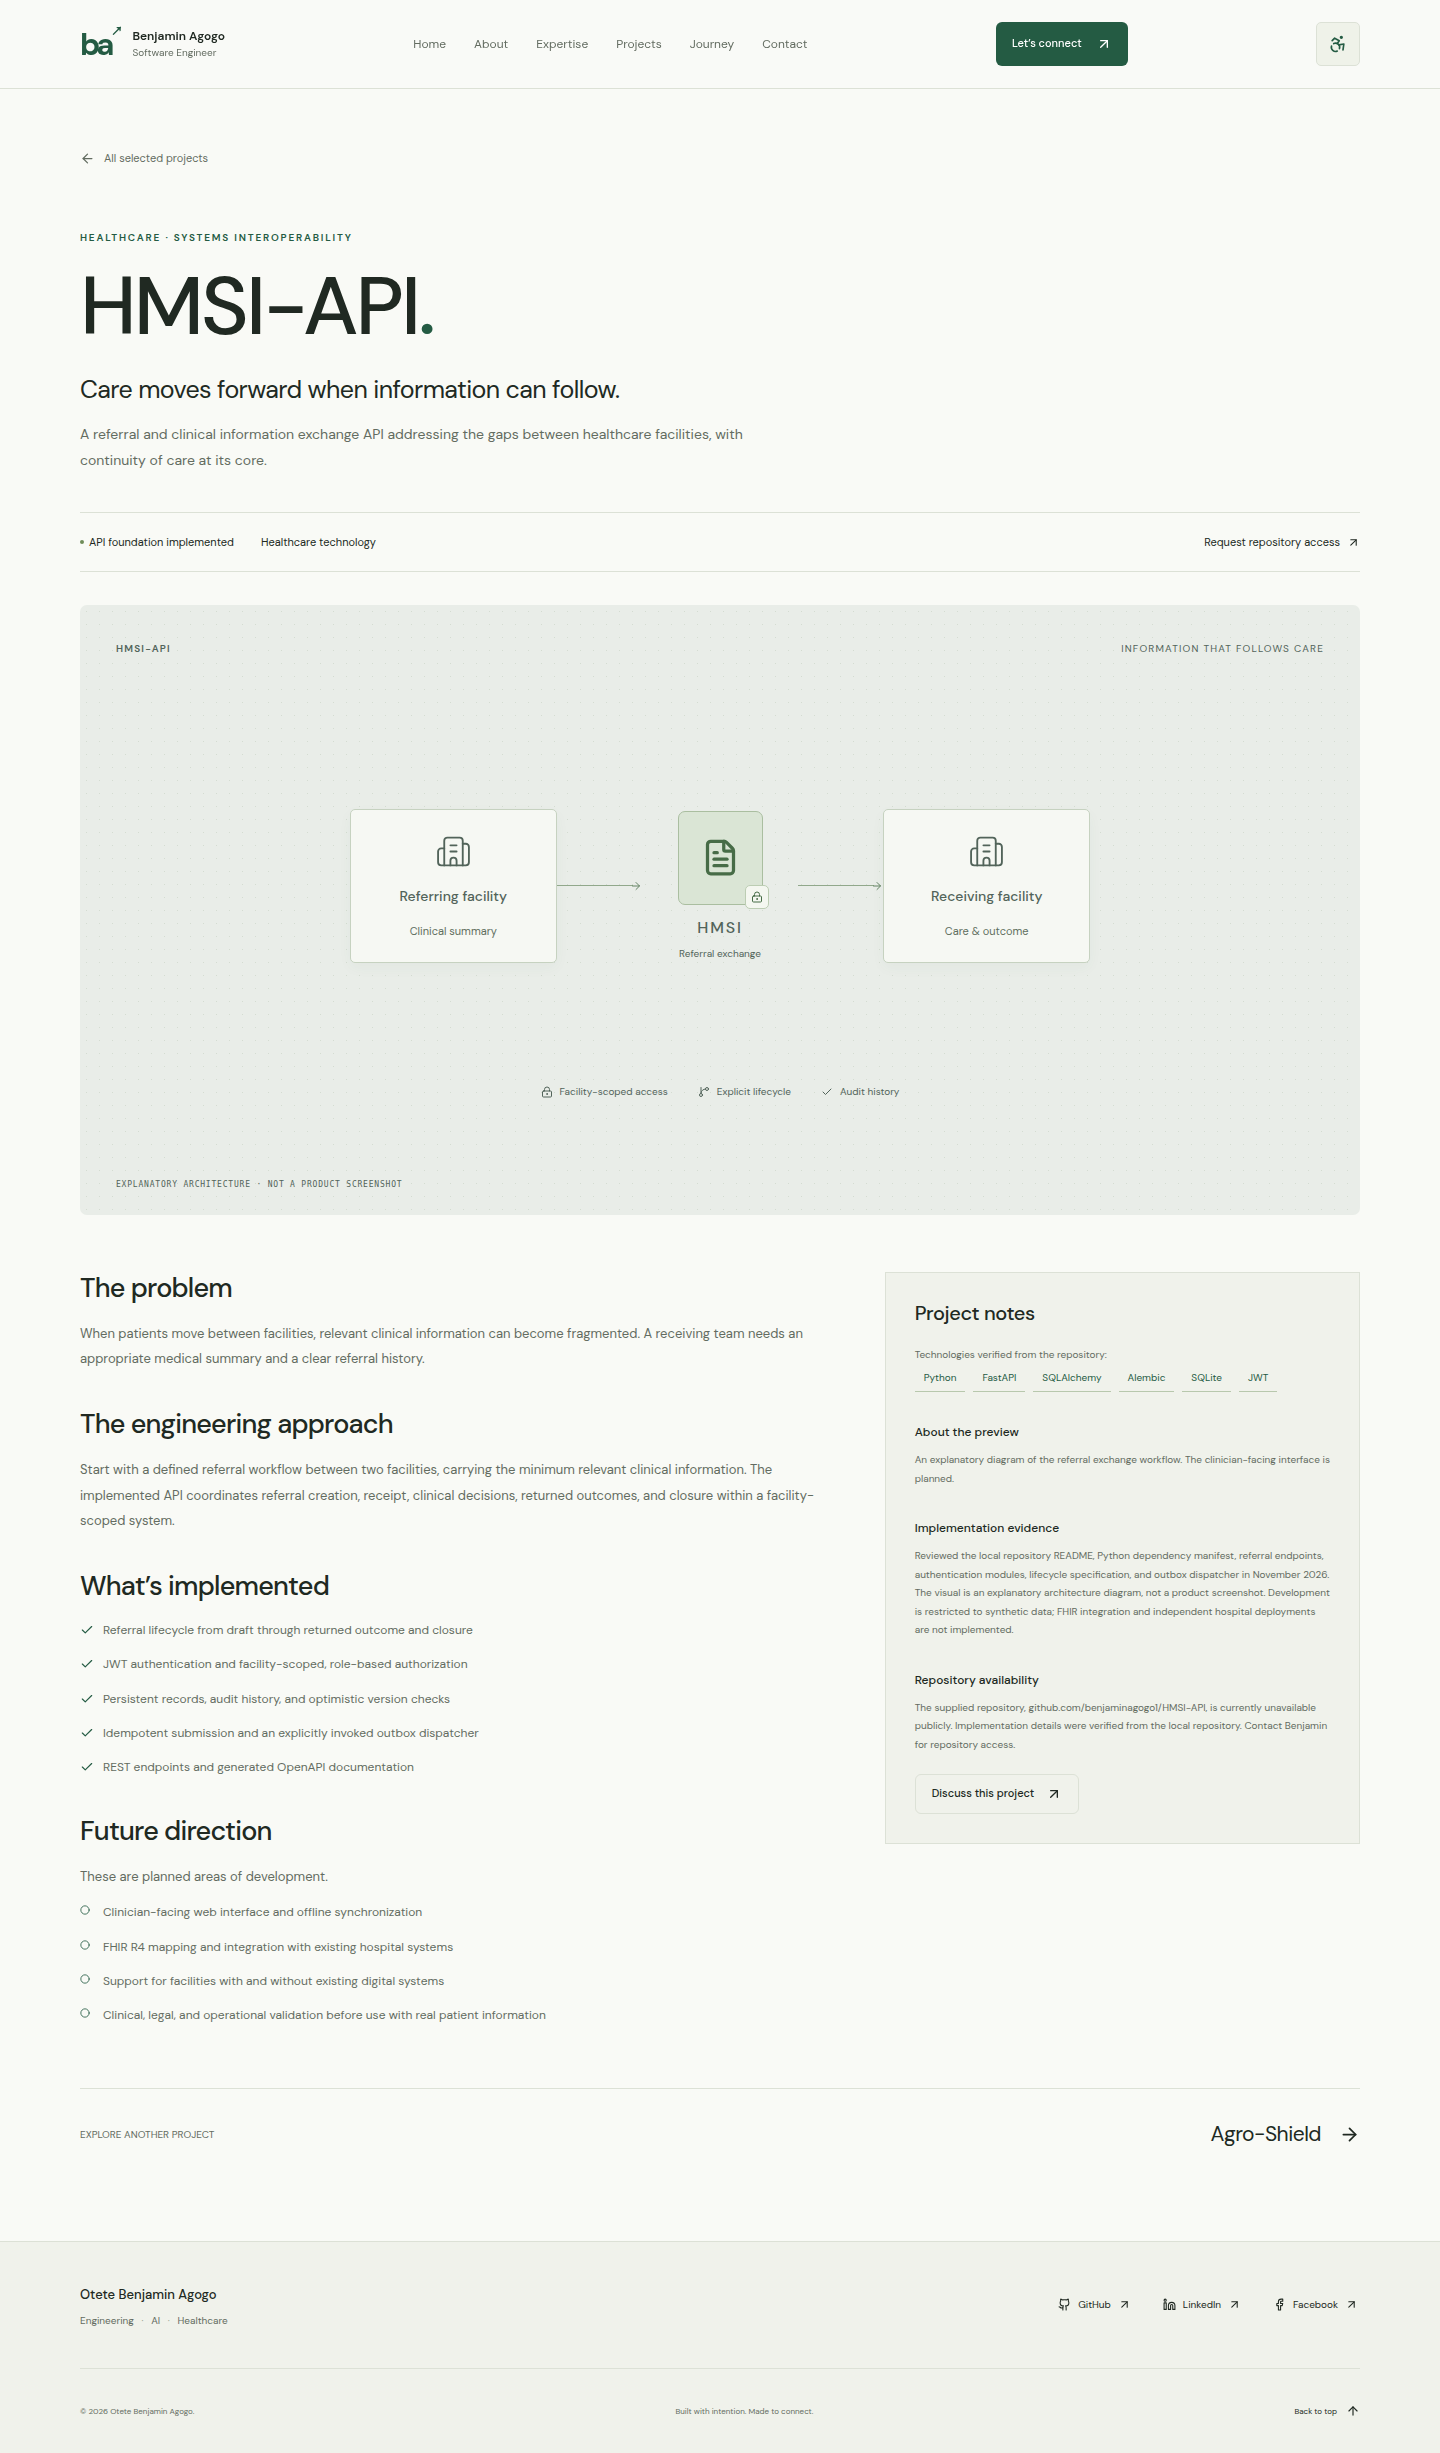 ba
Benjamin Agogo
Software Engineer
Home
About
Expertise
Projects
Journey
Contact
Let's connect
All selected projects
HEALTHCARE · SYSTEMS INTEROPERABILITY
HMSI-API.
Care moves forward when information can follow.
A referral and clinical information exchange API addressing the gaps between healthcare facilities, with
continuity of care at its core.
API foundation implemented
Healthcare technology
Request repository access
HMSI-API
INFORMATION THAT FOLLOWS CARE
Referring facility
Clinical summary
HMSI
Referral exchange
Receiving facility
Care & outcome
Facility-scoped access
Explicit lifecycle
Audit history
EXPLANATORY ARCHITECTURE · NOT A PRODUCT SCREENSHOT
The problem
When patients move between facilities, relevant clinical information can become fragmented. A receiving team needs an
appropriate medical summary and a clear referral history.
The engineering approach
Start with a defined referral workflow between two facilities, carrying the minimum relevant clinical information. The
implemented API coordinates referral creation, receipt, clinical decisions, returned outcomes, and closure within a facility-
scoped system.
What's implemented
Referral lifecycle from draft through returned outcome and closure
JWT authentication and facility-scoped, role-based authorization
Persistent records, audit history, and optimistic version checks
Idempotent submission and an explicitly invoked outbox dispatcher
REST endpoints and generated OpenAPI documentation
Future direction
These are planned areas of development.
Clinician-facing web interface and offline synchronization
FHIR R4 mapping and integration with existing hospital systems
Support for facilities with and without existing digital systems
Clinical, legal, and operational validation before use with real patient information
Project notes
Technologies verified from the repository:
Python
FastAPI
SQLAlchemy
Alembic
SQLite
JWT
About the preview
An explanatory diagram of the referral exchange workflow. The clinician-facing interface is
planned.
Implementation evidence
Reviewed the local repository README, Python dependency manifest, referral endpoints,
authentication modules, lifecycle specification, and outbox dispatcher in November 2026.
The visual is an explanatory architecture diagram, not a product screenshot. Development
is restricted to synthetic data; FHIR integration and independent hospital deployments
are not implemented.
Repository availability
The supplied repository, github.com/benjaminagogo1/HMSI-API, is currently unavailable
publicly. Implementation details were verified from the local repository. Contact Benjamin
for repository access.
Discuss this project
EXPLORE ANOTHER PROJECT
Agro-Shield
Otete Benjamin Agogo
Engineering · AI · Healthcare
GitHub
LinkedIn
Facebook
© 2026 Otete Benjamin Agogo.
Built with intention. Made to connect.
Back to top